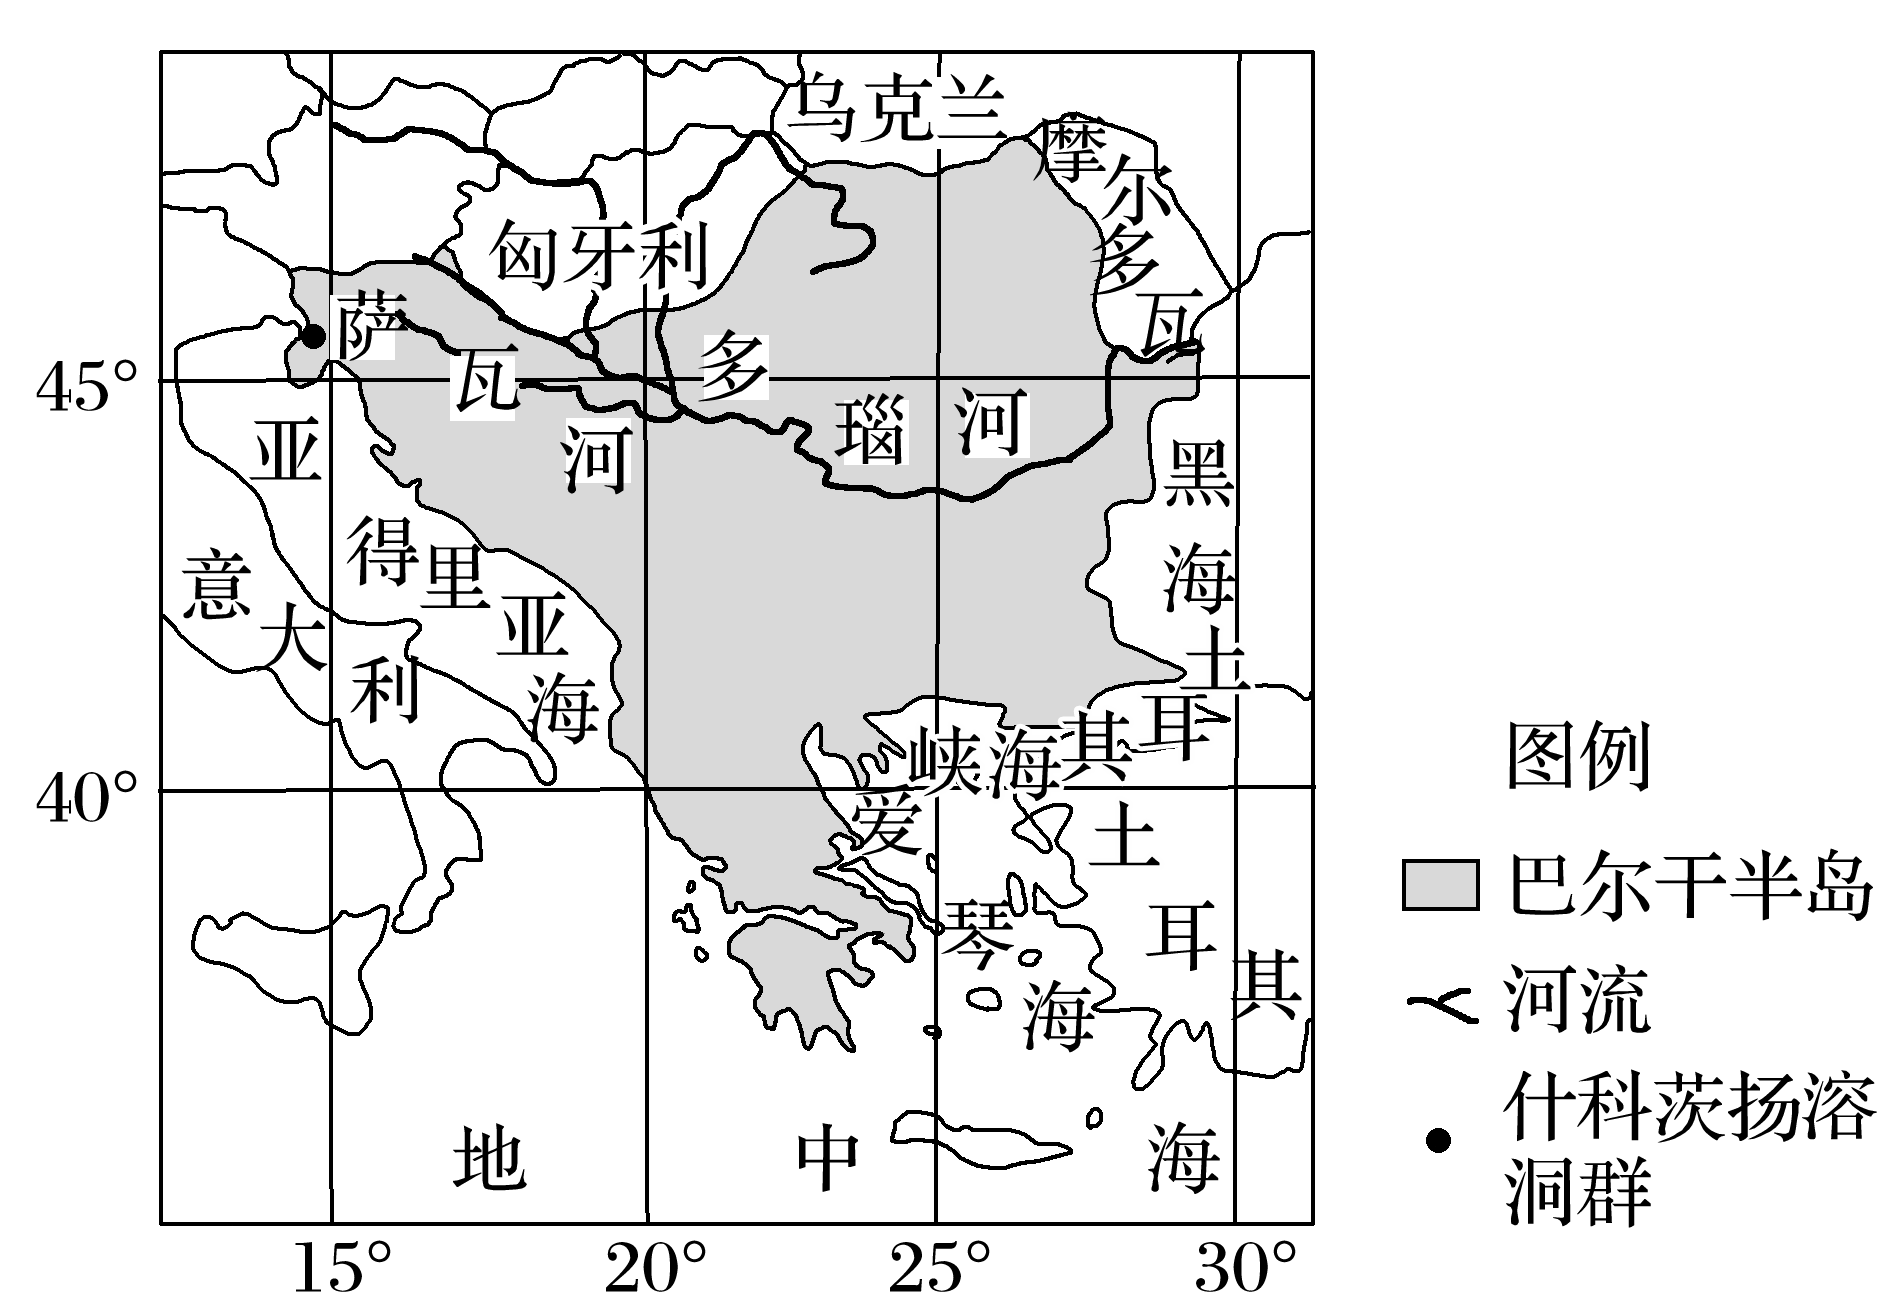 乌克兰
摩尔多瓦
匈牙利
萨瓦河
多瑙河
45°
亚得里亚海
黑海
意大利
土耳其海峡
40°
爱琴海
土耳其
地中海
15° 20° 25° 30°
图例
巴尔干半岛
河流
什科茨扬溶
洞群